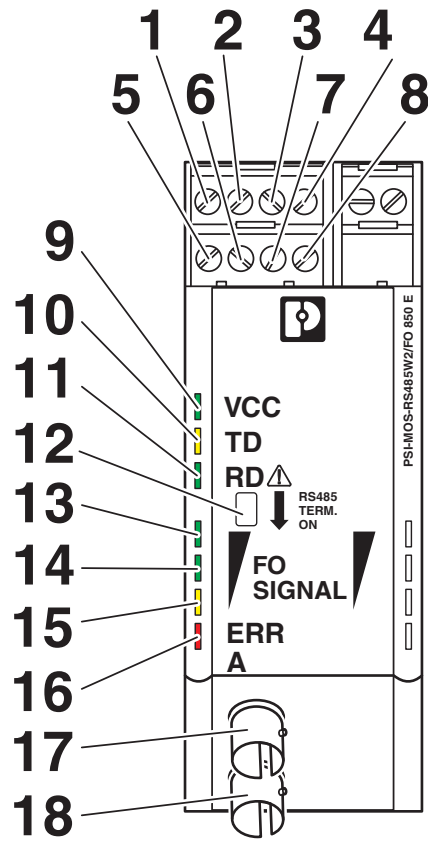 1 2 3 4
5 6 7 8
9
10
11
12
13
14
15
16
17
18
VCC
TD
RD
RS485
TERM.
ON
FO
SIGNAL
ERR
A
PSI-MOS-RS485W2/FO 850 E